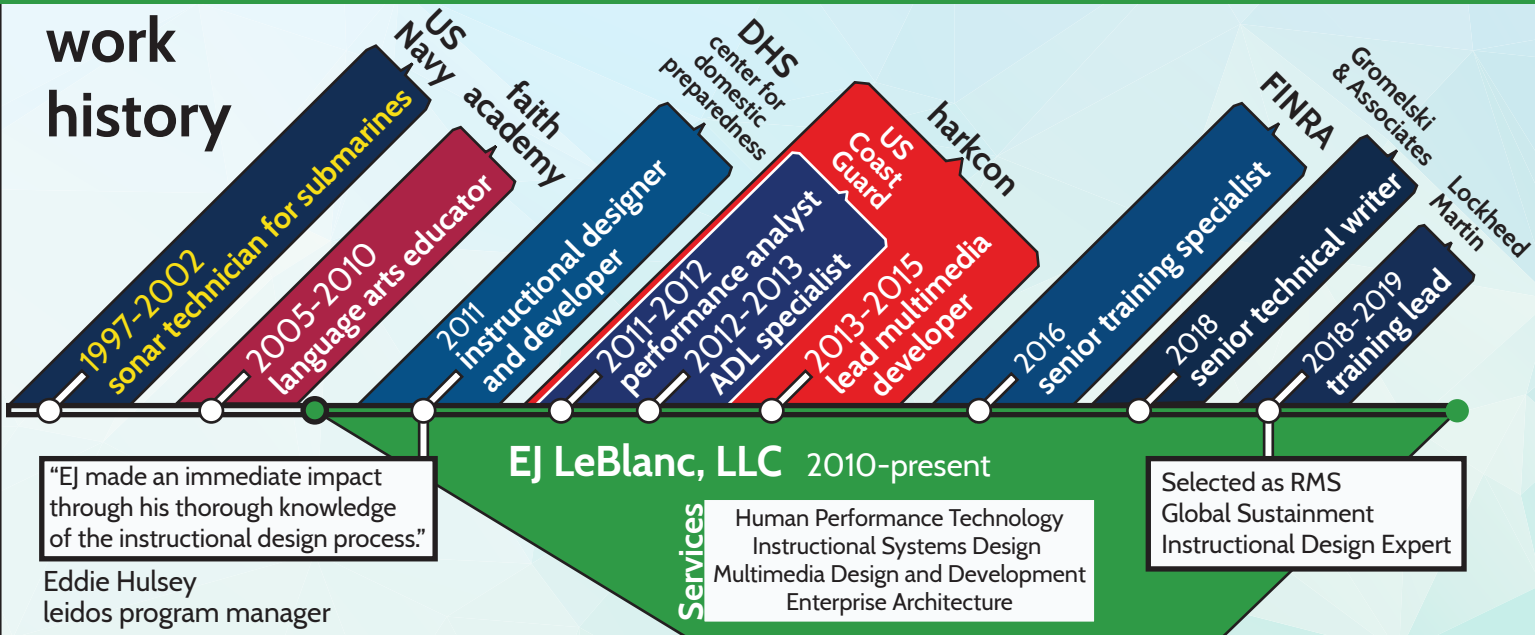 work
history
US
Navy
1997-2002
sonar technician for submarines
faith
academy
2005-2010
language arts educator
DHS
center for
domestic
preparedness
2011
instructional designer
and developer
US
Coast
Guard
2011-2012
performance analyst
2012-2013
ADL specialist
harkcon
2013-2015
lead multimedia
developer
FINRA
2016
senior training specialist
Gromelski
& Associates
2018
senior technical writer
Lockheed
Martin
2018-2019
training lead
“EJ made an immediate impact
through his thorough knowledge
of the instructional design process.”
Eddie Hulsey
leidos program manager
EJ LeBlanc, LLC 2010-present
Services
Human Performance Technology
Instructional Systems Design
Multimedia Design and Development
Enterprise Architecture
Selected as RMS
Global Sustainment
Instructional Design Expert